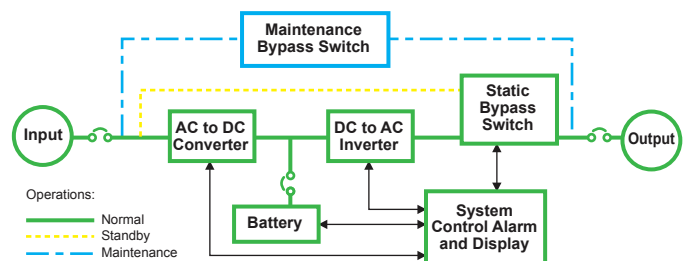 Maintenance
Bypass Switch
Static
Bypass
Switch
Input
AC to DC
Converter
DC to AC
Inverter
Output
Operations:
Normal
Standby
Maintenance
Battery
System
Control Alarm
and Display